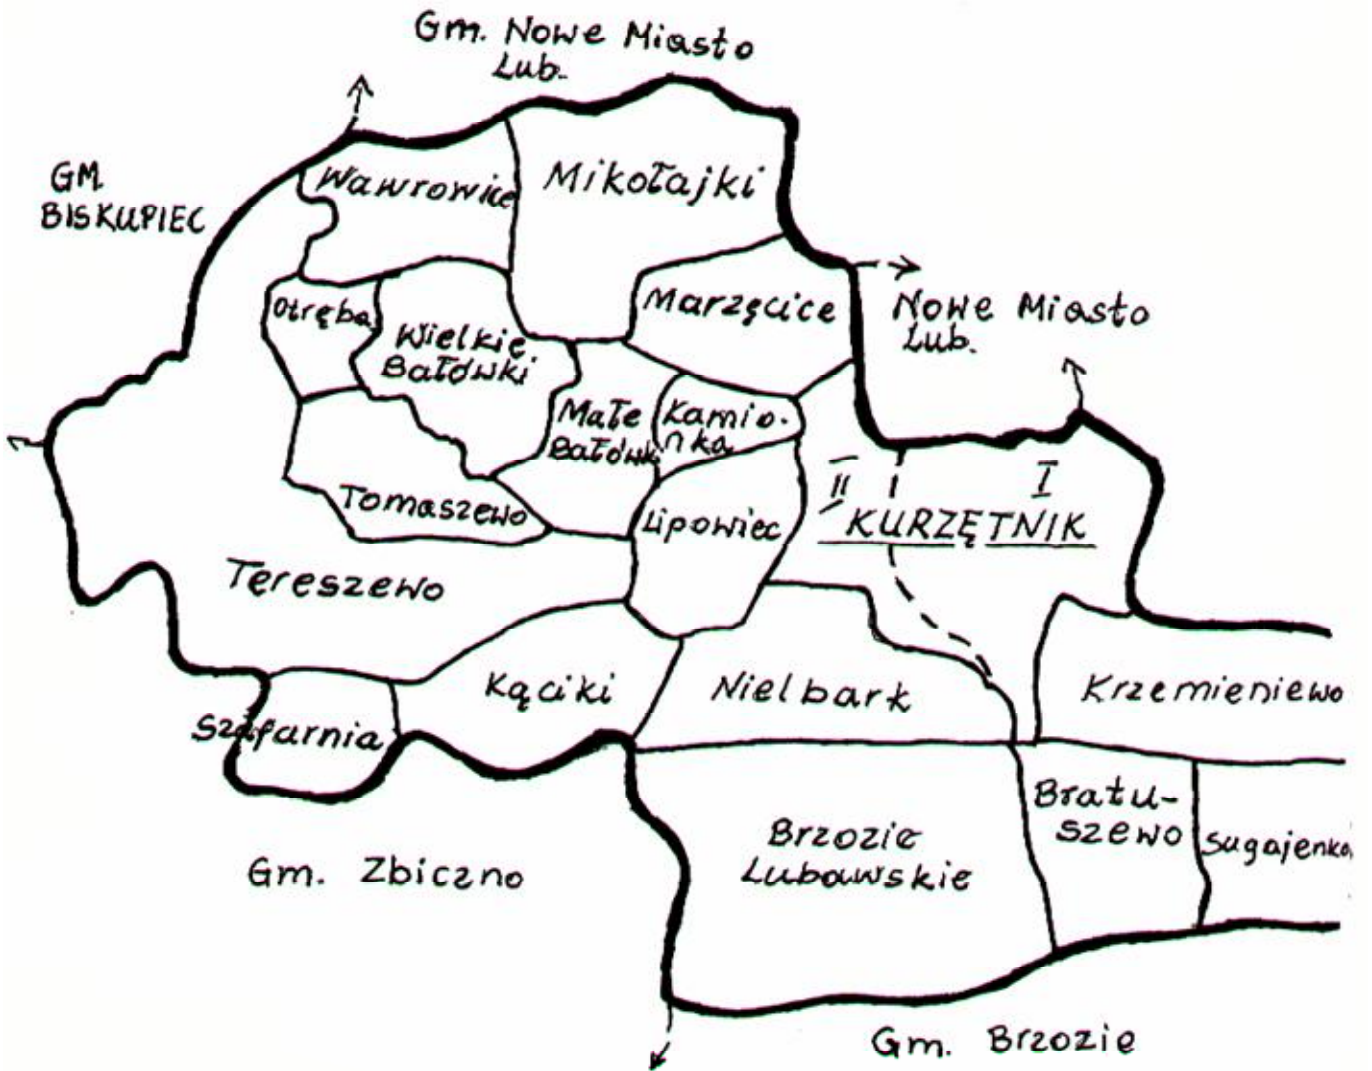 Gm. Nowe Miasto
Lub.
GM
BISKUPIEC
Wawrowice
Mikołajki
Otręba
Wielkie
Bałówki
Marzęcice
Nowe Miasto
Lub.
Małe
Bałówki
Kamio-
nka
Tomaszewo
Lipowiec
II
I
KURZĘTNIK
Tereszewo
Kąciki
Nielbark
Krzemieniewo
Szafarnia
Brzozie
Lubawskie
Bratu-
szewo
Sugajenko
Gm. Zbiczno
Gm. Brzozie